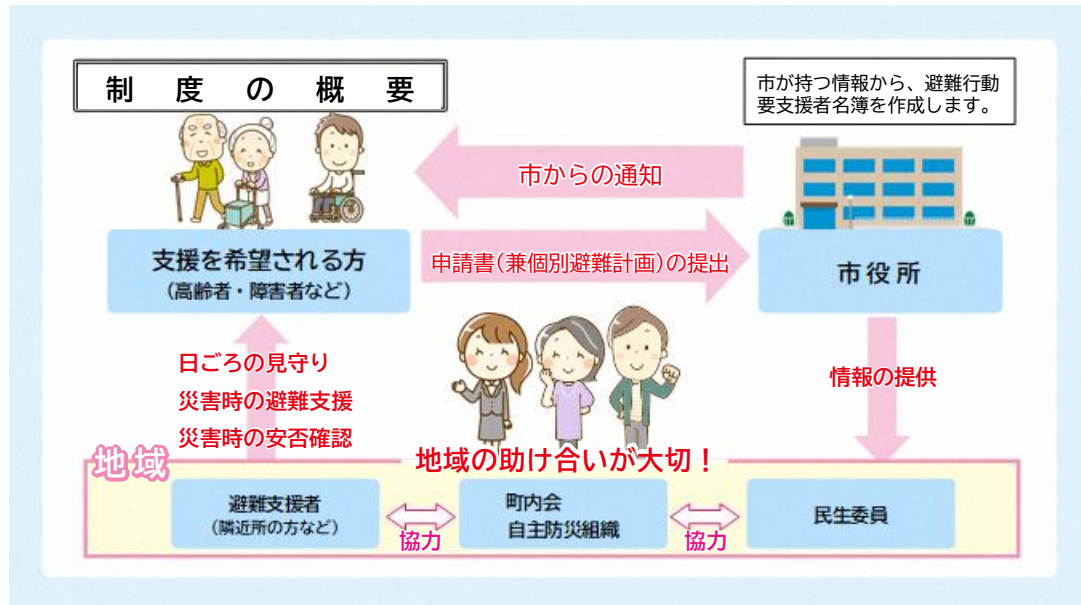 制度の概要
市が持つ情報から、避難行動
要支援者名簿を作成します。
市からの通知
支援を希望される方
（高齢者・障害者など）
申請書（兼個別避難計画）の提出
市役所
日ごろの見守り
災害時の避難支援
災害時の安否確認
情報の提供
地域
地域の助け合いが大切！
避難支援者
（隣近所の方など）
協力
町内会
自主防災組織
協力
民生委員